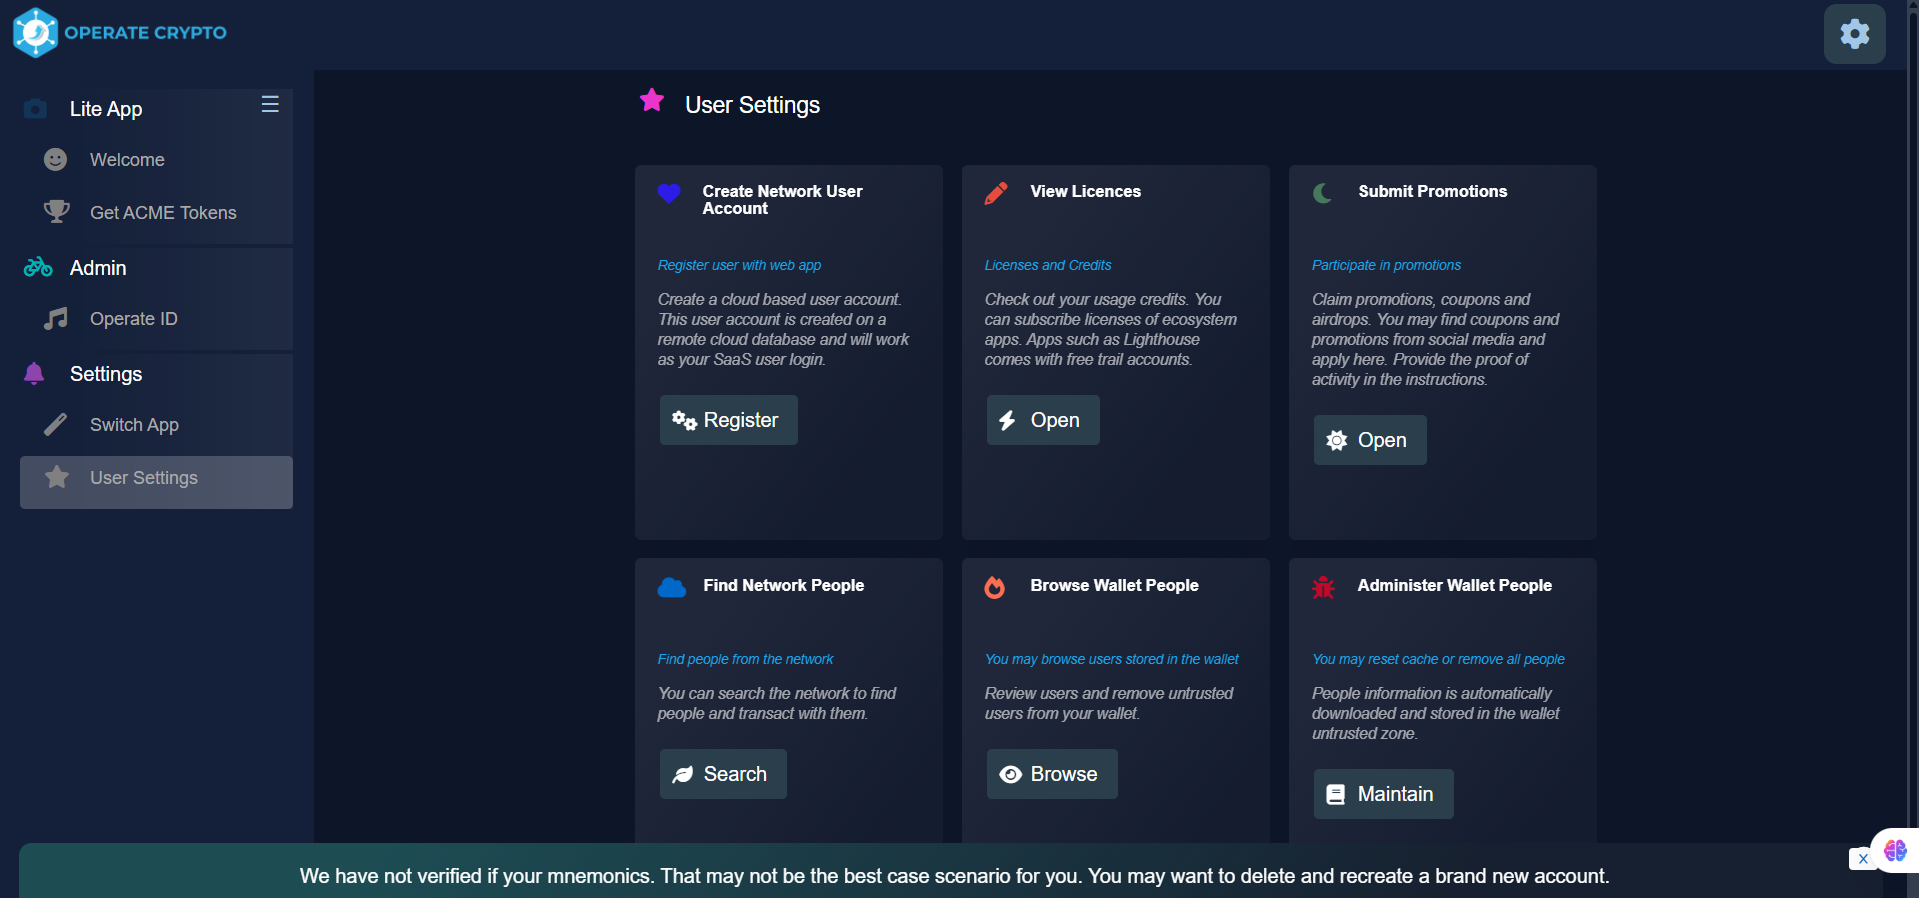 OPERATE CRYPTO
Lite App
Welcome
Get ACME Tokens
Admin
Operate ID
Settings
Switch App
User Settings
User Settings
Create Network User
Account
Register user with web app
Create a cloud based user account.
This user account is created on a
remote cloud database and will work
as your SaaS user login.
Register
View Licences
Licenses and Credits
Check out your usage credits. You
can subscribe licenses of ecosystem
apps. Apps such as Lighthouse
comes with free trail accounts.
Open
Submit Promotions
Participate in promotions
Claim promotions, coupons and
airdrops. You may find coupons and
promotions from social media and
apply here. Provide the proof of
activity in the instructions.
Open
Find Network People
Find people from the network
You can search the network to find
people and transact with them.
Search
Browse Wallet People
You may browse users stored in the wallet
Review users and remove untrusted
users from your wallet.
Browse
Administer Wallet People
You may reset cache or remove all people
People information is automatically
downloaded and stored in the wallet
untrusted zone.
Maintain
X
We have not verified if your mnemonics. That may not be the best case scenario for you. You may want to delete and recreate a brand new account.